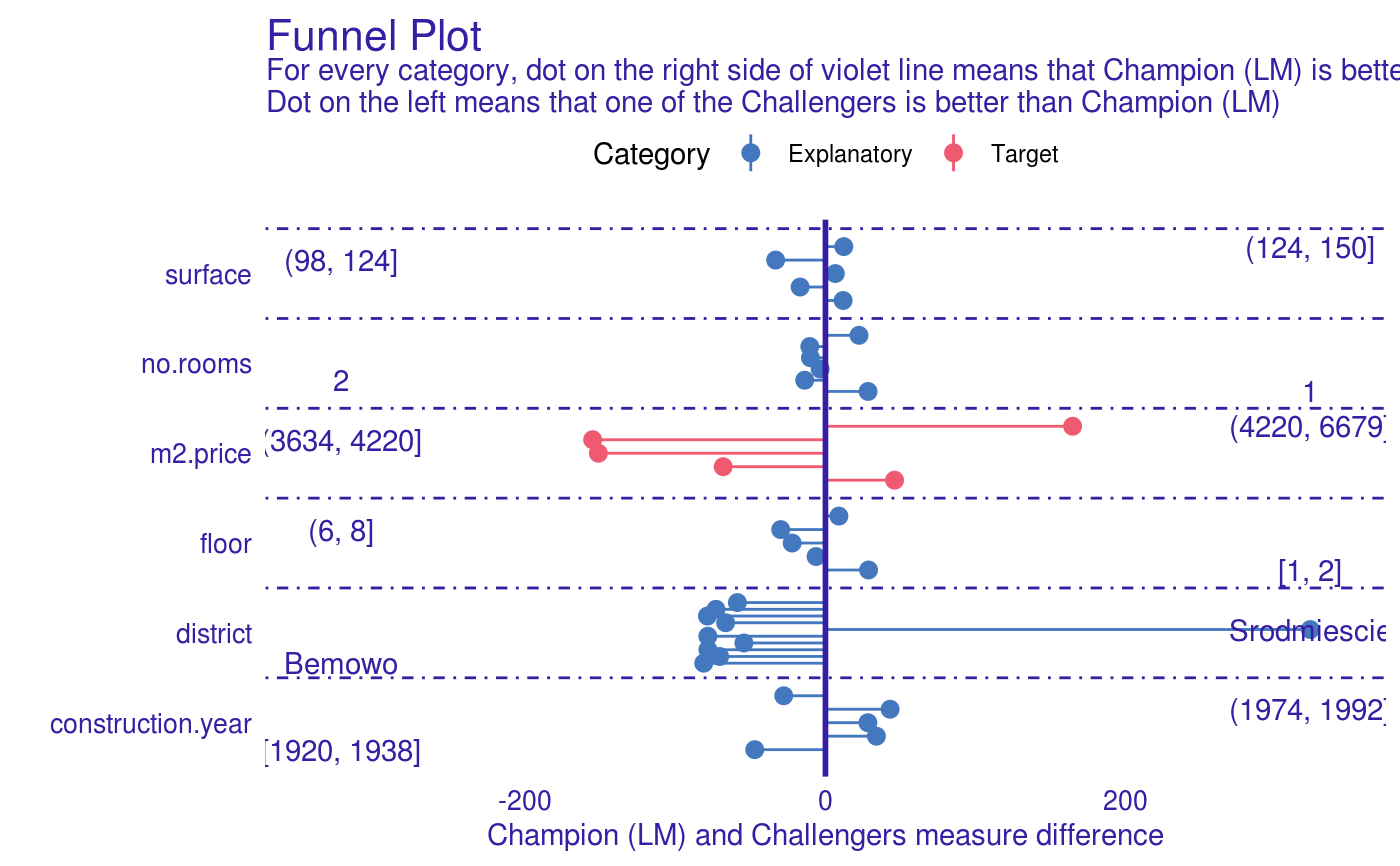 Funnel Plot
For every category, dot on the right side of violet line means that Champion (LM) is bette
Dot on the left means that one of the Challengers is better than Champion (LM)
Category Explanatory Target
(98, 124] (124, 150]
surface
no.rooms
2 1
(3634, 4220] (4220, 6679]
m2.price
(6, 8]
floor
[1, 2]
district Srodmiescie
Bemowo
construction.year (1974, 1992]
[1920, 1938]
-200 0 200
Champion (LM) and Challengers measure difference